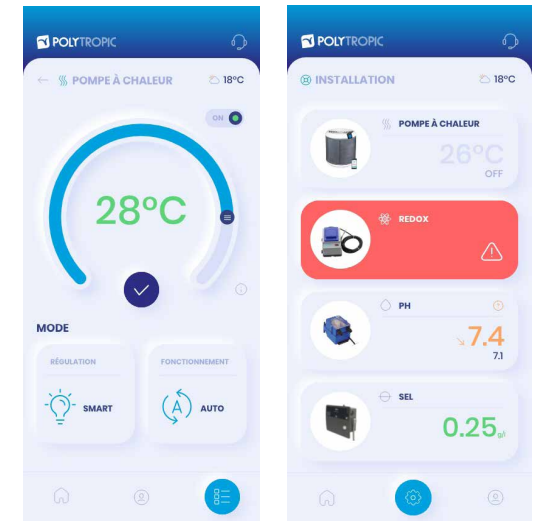 POLYTROPIC
POMPE À CHALEUR
18°C
ON
28°C
MODE
RÉGULATION
SMART
FONCTIONNEMENT
A
AUTO
POLYTROPIC
INSTALLATION
18°C
POMPE À CHALEUR
26°C
OFF
REDOX
PH
7.4
7.1
SEL
0.25 g/l